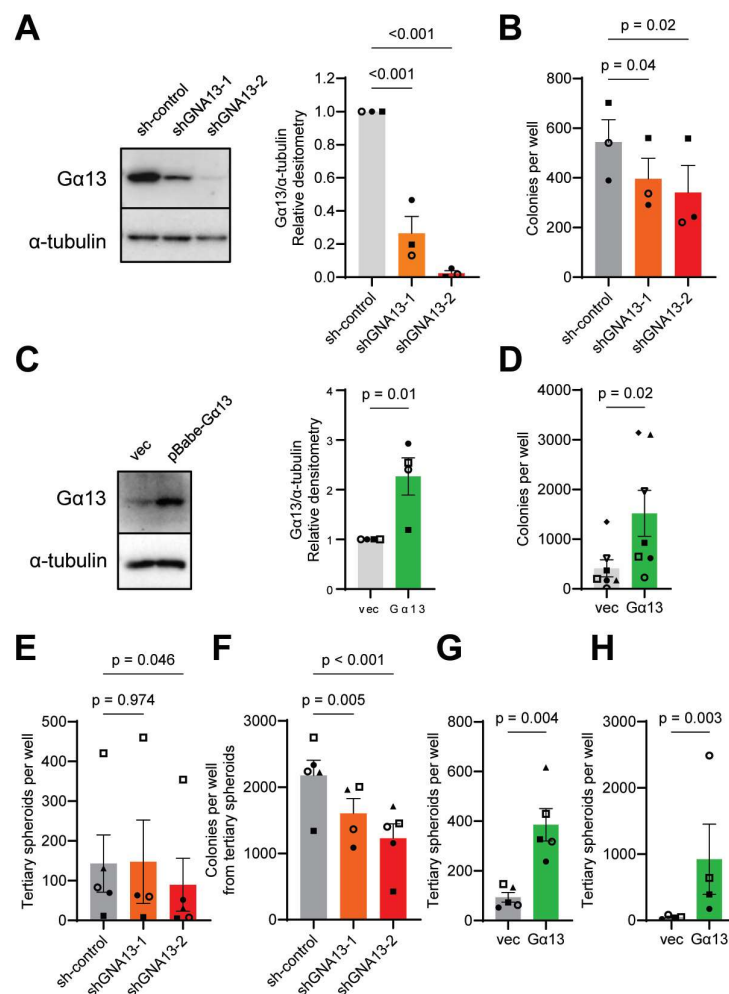 A
sh-control
shGNA13-1
shGNA13-2
Gα13
α-tubulin
<0.001
<0.001
Gα13/α-tubulin
Relative desitometry
1.2
1.0
0.8
0.6
0.4
0.2
0.0
sh-control
shGNA13-1
shGNA13-2
B
p = 0.02
p = 0.04
Colonies per well
800
600
400
200
0
sh-control
shGNA13-1
shGNA13-2
C
vec
pBabe-Gα13
Gα13
α-tubulin
p = 0.01
Gα13/α-tubulin
Relative densitometry
4
3
2
1
0
vec
Gα13
D
p = 0.02
Colonies per well
4000
3000
2000
1000
0
vec
Gα13
E
p = 0.046
p = 0.974
Tertiary spheroids per well
500
400
300
200
100
0
sh-control
shGNA13-1
shGNA13-2
F
p < 0.001
p = 0.005
Colonies per well
from tertiary spheroids
3000
2000
1000
0
sh-control
shGNA13-1
shGNA13-2
G
p = 0.004
Tertiary spheroids per well
800
600
400
200
0
vec
Gα13
H
p = 0.003
Tertiary spheroids per well
3000
2000
1000
0
vec
Gα13